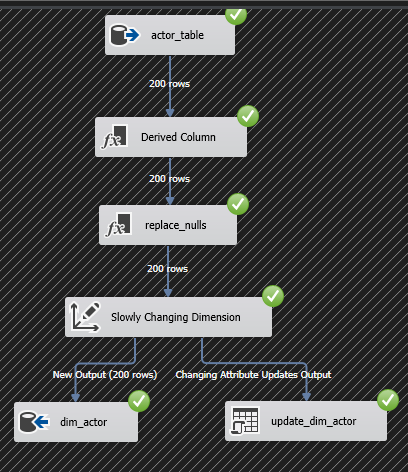 actor_table
200 rows
Derived Column
200 rows
replace_nulls
200 rows
Slowly Changing Dimension
New Output (200 rows)
Changing Attribute Updates Output
dim_actor
update_dim_actor